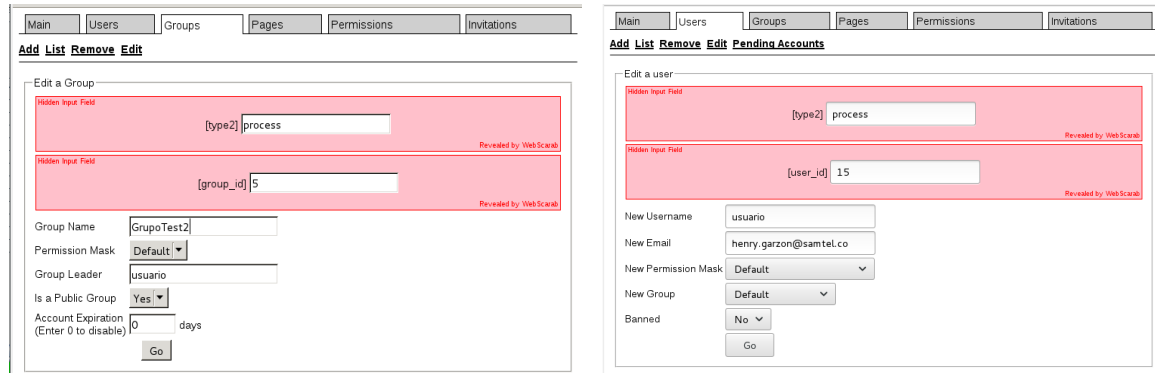 Main Users Groups Pages Permissions Invitations
Add List Remove Edit
Edit a Group
Hidden Input Field
[type2] process
Revealed by WebScarab
Hidden Input Field
[group_id] 5
Revealed by WebScarab
Group Name GrupoTest2
Permission Mask Default
Group Leader usuario
Is a Public Group Yes
Account Expiration
(Enter 0 to disable) 0 days
Go
Main Users Groups Pages Permissions Invitations
Add List Remove Edit Pending Accounts
Edit a user
Hidden Input Field
[type2] process
Revealed by WebScarab
Hidden Input Field
[user_id] 15
Revealed by WebScarab
New Username usuario
New Email henry.garzon@samtel.co
New Permission Mask Default
New Group Default
Banned No
Go